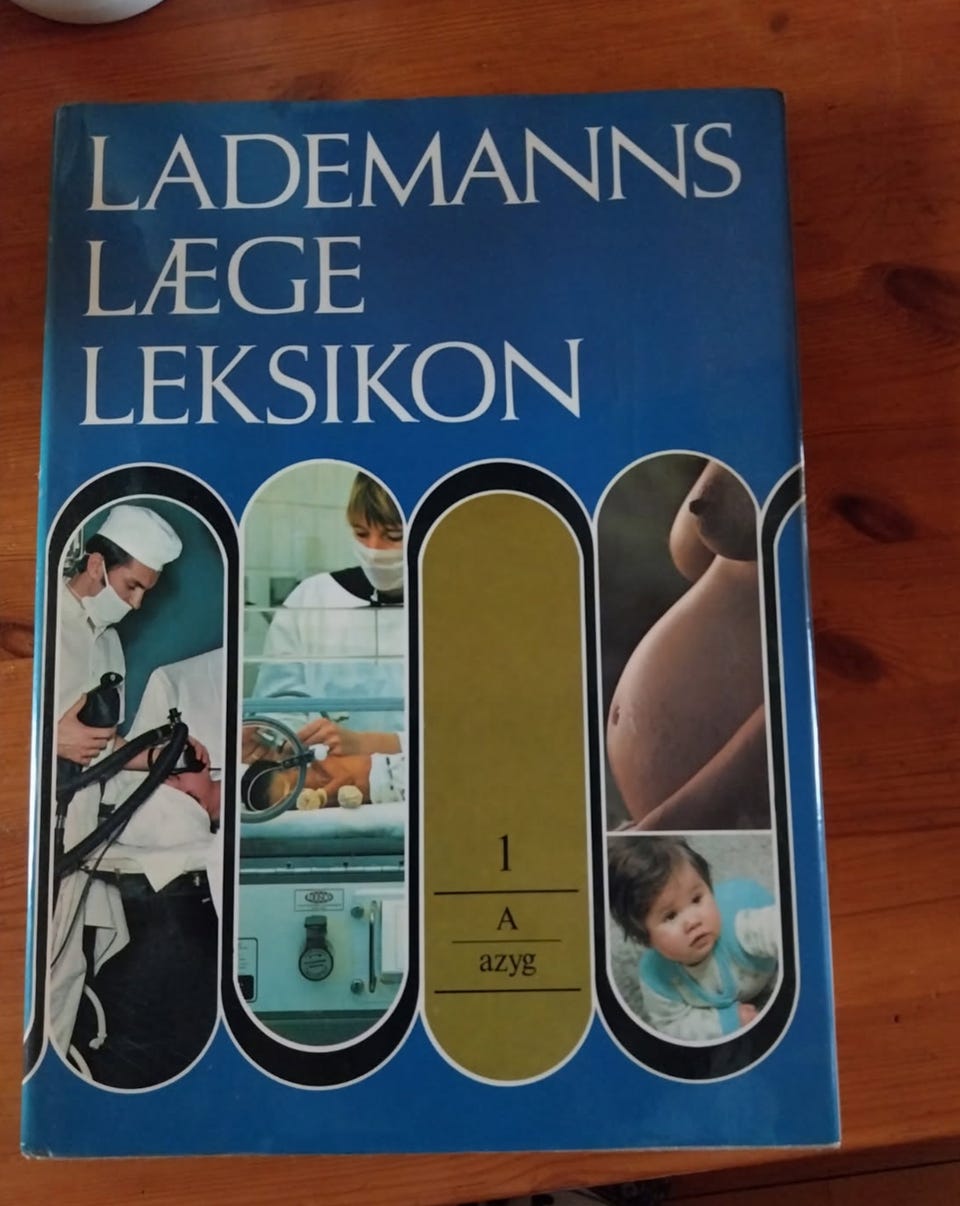 LADEMANNS
LÆGE
LEKSIKON
1
A
azyg